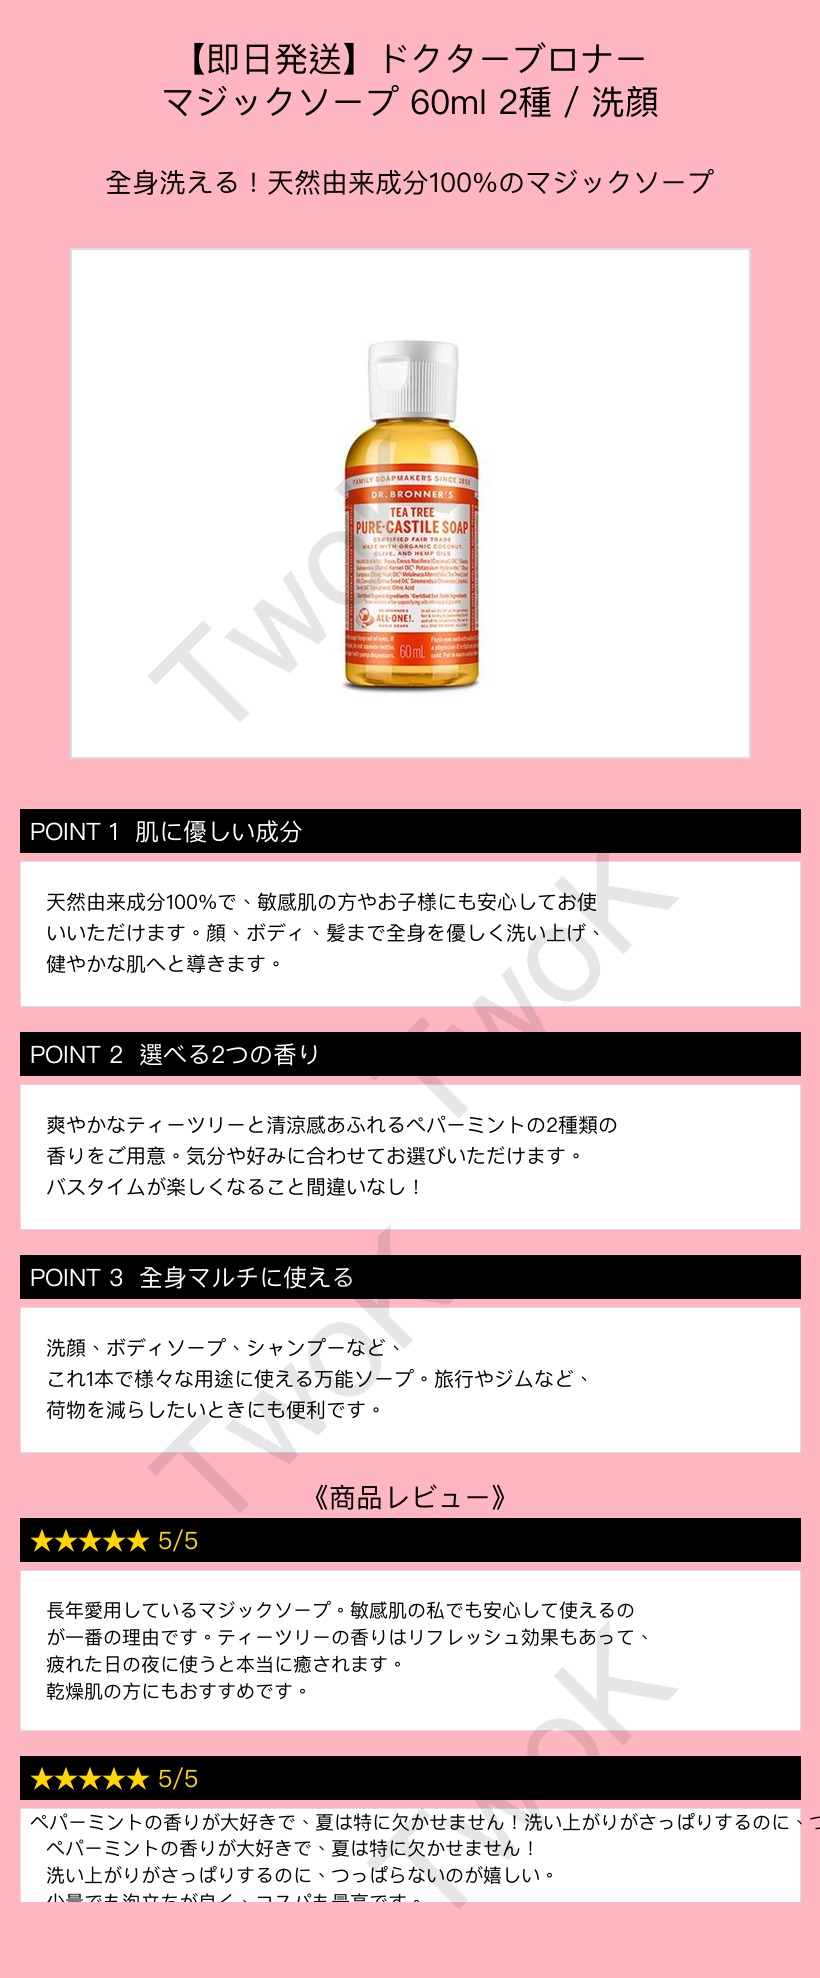 【即日発送】ドクターブロナー
マジックソープ 60ml 2種 / 洗顔
全身洗える！天然由来成分100%のマジックソープ
FAMILY SOAPMAKERS SINCE 1858
DR. BRONNER'S
TEA TREE
PURE-CASTILE SOAP
CERTIFIED FAIR TRADE
MADE WITH ORGANIC COCONUT,
OLIVE, AND HEMP OILS
ALL-ONE!
60 mL
TwoK
POINT 1 肌に優しい成分
天然由来成分100%で、敏感肌の方やお子様にも安心してお使
いいただけます。顔、ボディ、髪まで全身を優しく洗い上げ、
健やかな肌へと導きます。
TwoK
POINT 2 選べる2つの香り
爽やかなティーツリーと清涼感あふれるペパーミントの2種類の
香りをご用意。気分や好みに合わせてお選びいただけます。
バスタイムが楽しくなること間違いなし！
POINT 3 全身マルチに使える
洗顔、ボディソープ、シャンプーなど、
これ1本で様々な用途に使える万能ソープ。旅行やジムなど、
荷物を減らしたいときにも便利です。
TwoK
《商品レビュー》
★★★★★ 5/5
長年愛用しているマジックソープ。敏感肌の私でも安心して使えるの
が一番の理由です。ティーツリーの香りはリフレッシュ効果もあって、
疲れた日の夜に使うと本当に癒されます。
乾燥肌の方にもおすすめです。
TwoK
★★★★★ 5/5
ペパーミントの香りが大好きで、夏は特に欠かせません！洗い上がりがさっぱりするのに、つ
ペパーミントの香りが大好きで、夏は特に欠かせません！
洗い上がりがさっぱりするのに、つっぱらないのが嬉しい。
少量でも泡立ちが良く、コスパも最高です。